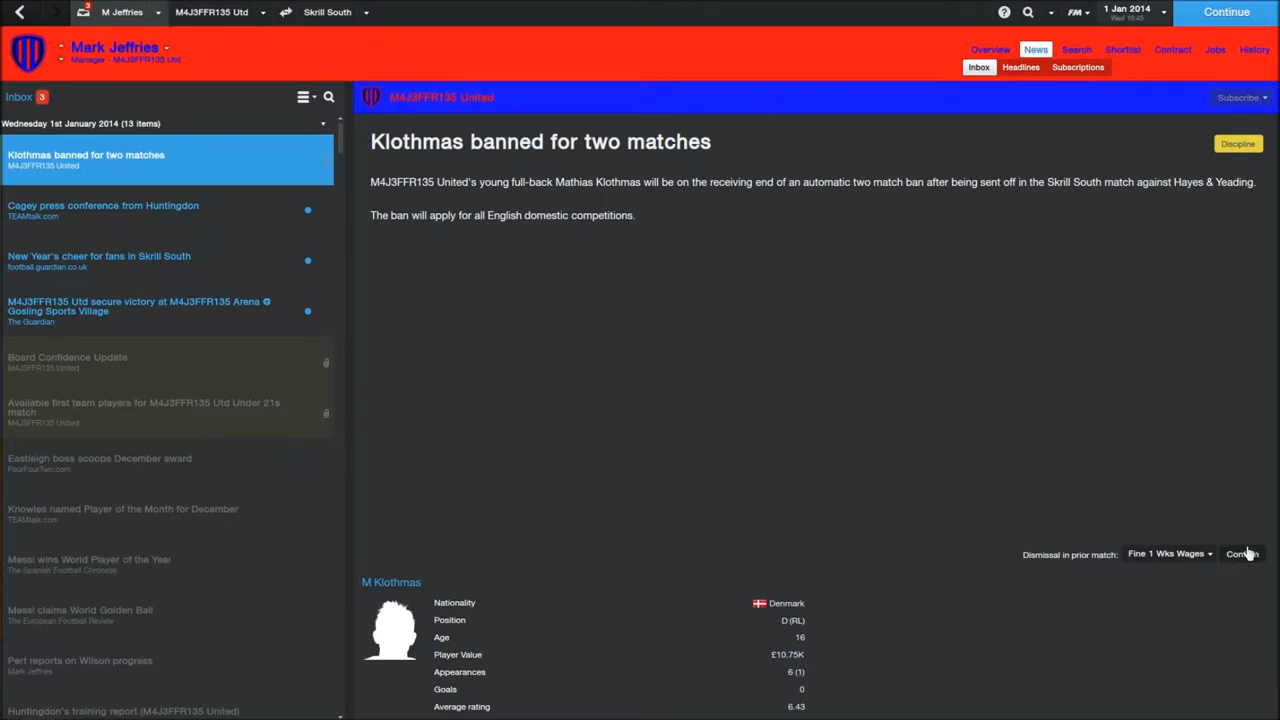 3
M Jeffries
M4J3FFR135 Utd
Skrill South
FM
1 Jan 2014
Wed 16:45
Continue
Mark Jeffries
Manager - M4J3FFR135 Utd
Overview
News
Search
Shortlist
Contract
Jobs
History
Inbox
Headlines
Subscriptions
Inbox 3
M4J3FFR135 United
Subscribe
Wednesday 1st January 2014 (13 items)
Klothmas banned for two matches
M4J3FFR135 United
Cagey press conference from Huntingdon
TEAMtalk.com
New Year's cheer for fans in Skrill South
football.guardian.co.uk
M4J3FFR135 Utd secure victory at M4J3FFR135 Arena @
Gosling Sports Village
The Guardian
Board Confidence Update
M4J3FFR135 United
Available first team players for M4J3FFR135 Utd Under 21s
match
M4J3FFR135 United
Eastleigh boss scoops December award
FourFourTwo.com
Knowles named Player of the Month for December
TEAMtalk.com
Messi wins World Player of the Year
The Spanish Football Chronicle
Messi claims World Golden Ball
The European Football Review
Pert reports on Wilson progress
Mark Jeffries
Huntingdon's training report (M4J3FFR135 United)
Klothmas banned for two matches
Discipline
M4J3FFR135 United's young full-back Mathias Klothmas will be on the receiving end of an automatic two match ban after being sent off in the Skrill South match against Hayes & Yeading.
The ban will apply for all English domestic competitions.
Dismissal in prior match: Fine 1 Wks Wages
M Klothmas
Nationality Denmark
Position D (RL)
Age 16
Player Value £10.75K
Appearances 6 (1)
Goals 0
Average rating 6.43